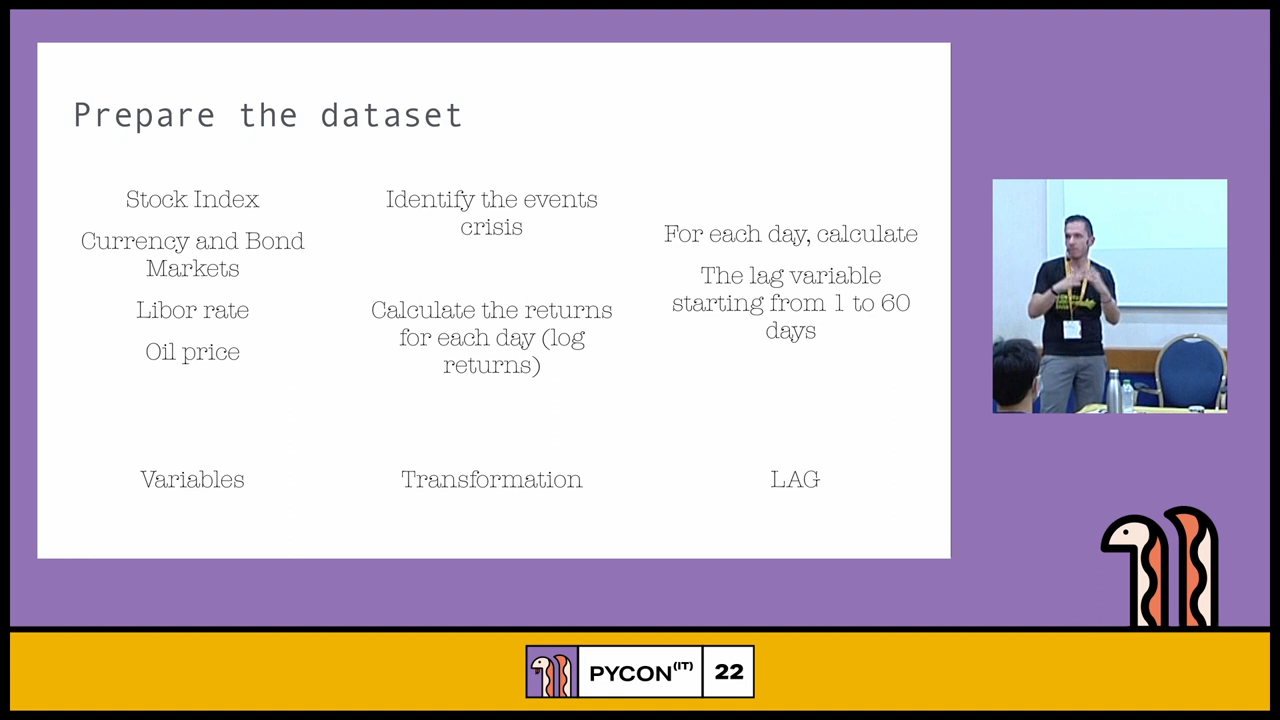 Prepare the dataset
Stock Index
Currency and Bond
Markets
Libor rate
Oil price
Variables
Identify the events
crisis
Calculate the returns
for each day (log
returns)
Transformation
For each day, calculate
The lag variable
starting from 1 to 60
days
LAG
PYCON(IT) 22